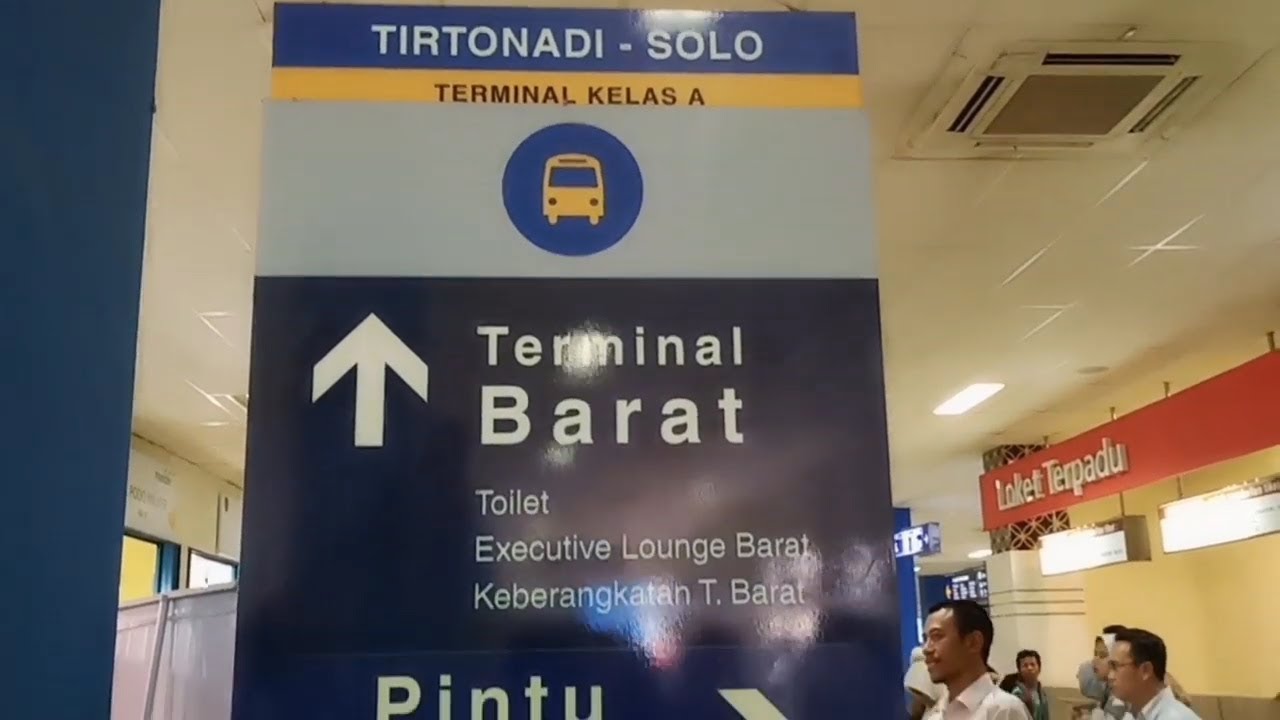 TIRTONADI - SOLO
TERMINAL KELAS A
Terminal
Barat
Toilet
Executive Lounge Barat
Keberangkatan T. Barat
Pintu
Loket Terpadu